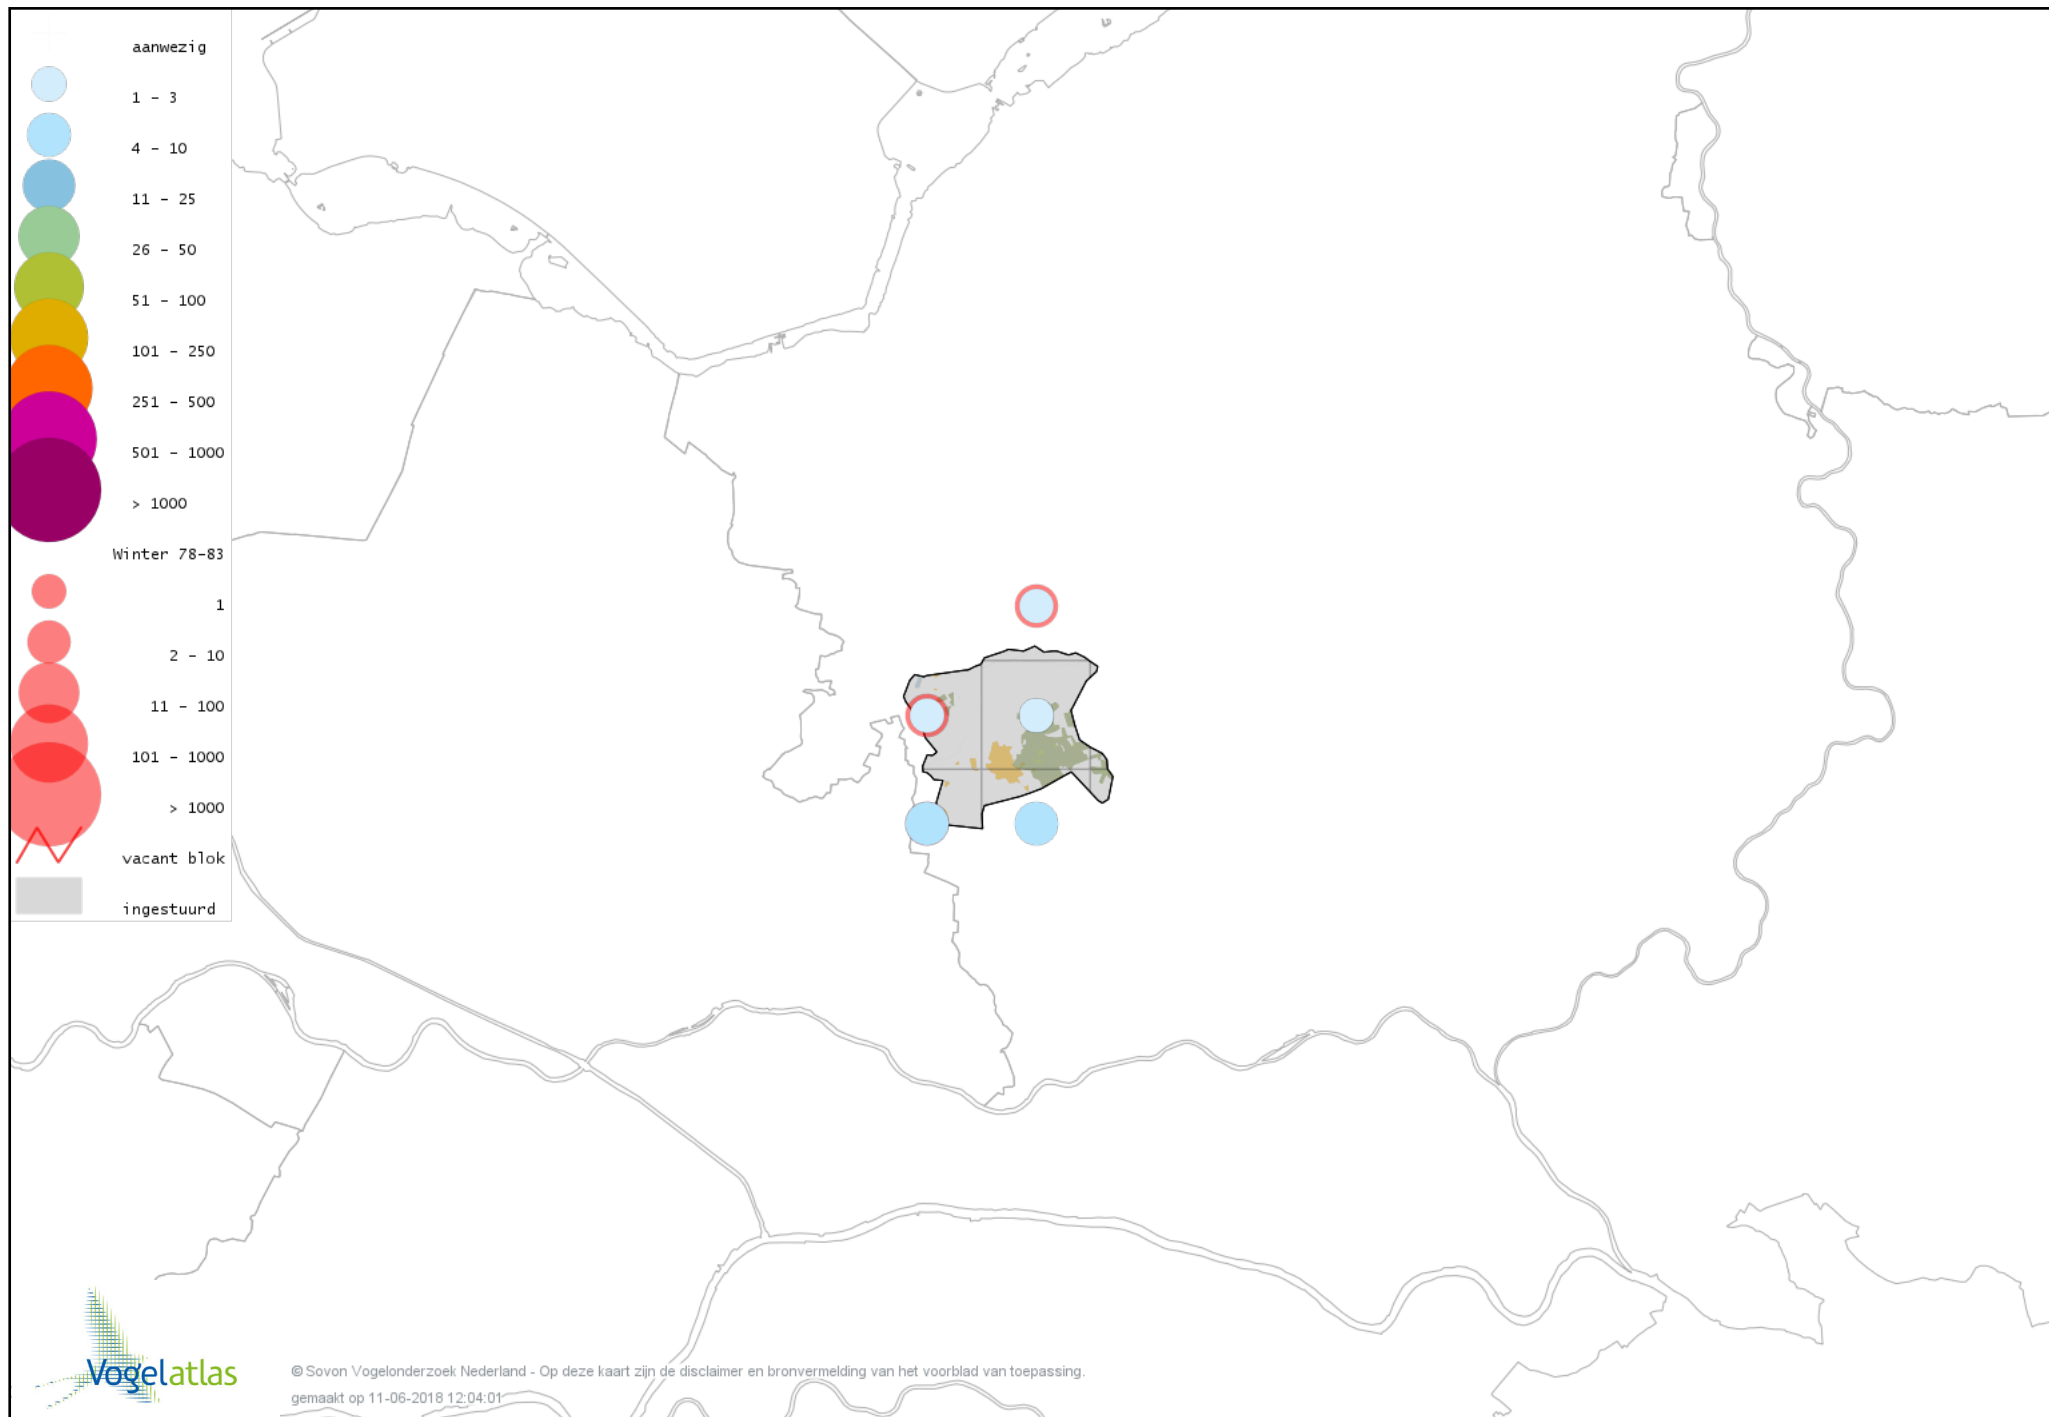 aanwezig
1 - 3
4 - 10
11 - 25
26 - 50
51 - 100
101 - 250
251 - 500
501 - 1000
> 1000
Winter 78-83
1
2 - 10
11 - 100
101 - 1000
> 1000
vacant blok
ingestuurd
Vogelatlas
© Sovon Vogelonderzoek Nederland - Op deze kaart zijn de disclaimer en bronvermelding van het voorblad van toepassing.
gemaakt op 11-06-2018 12:04:01